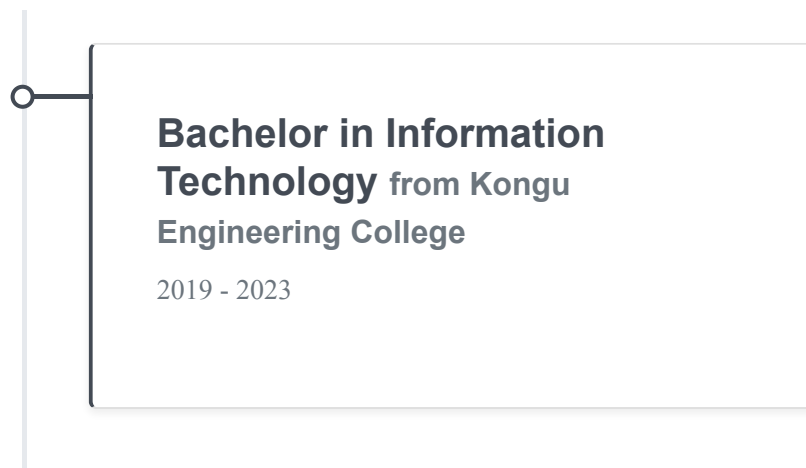 Bachelor in Information
Technology from Kongu
Engineering College
2019 - 2023